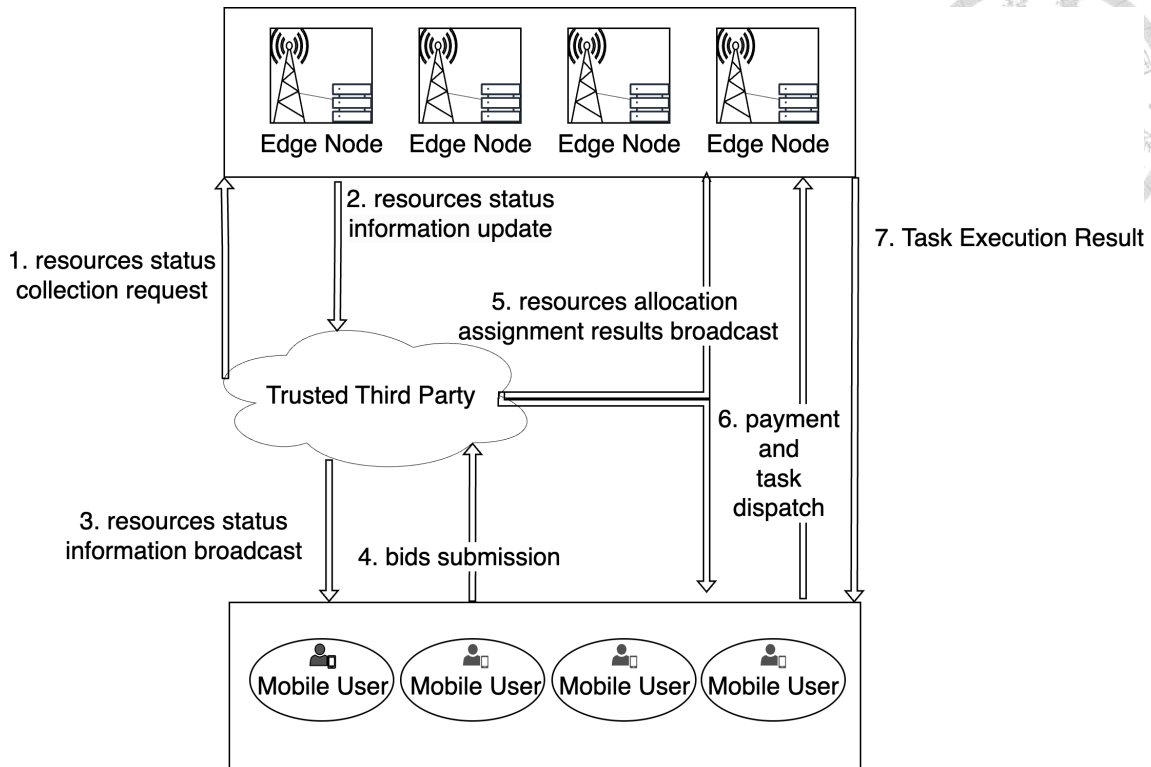 Edge Node
Edge Node
Edge Node
Edge Node
1. resources status
collection request
2. resources status
information update
7. Task Execution Result
5. resources allocation
assignment results broadcast
Trusted Third Party
6. payment
and
task
dispatch
3. resources status
information broadcast
4. bids submission
Mobile User
Mobile User
Mobile User
Mobile User